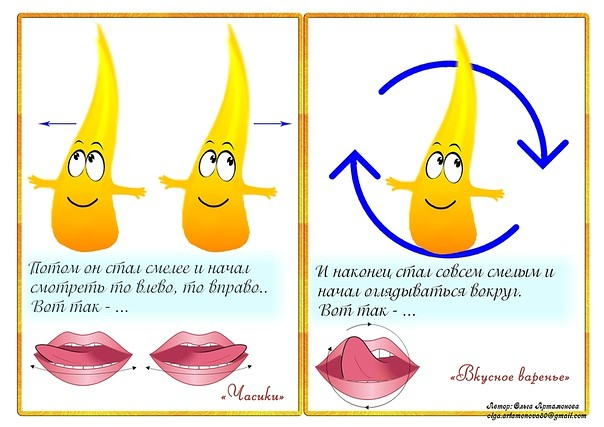 Потом он стал смелее и начал
смотреть то влево, то вправо..
Вот так - ...
«Часики»
И наконец стал совсем смелым и
начал оглядываться вокруг.
Вот так - ...
«Вкусное варенье»
Автор: Ольга Артамонова
olga.artamonova60@gmail.com